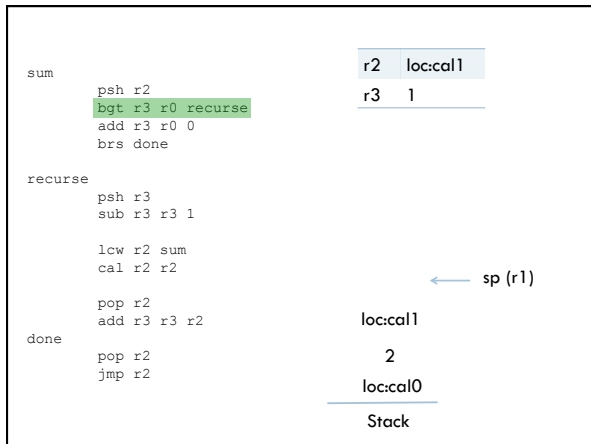 sum
psh r2
bgt r3 r0 recurse
add r3 r0 0
brs done
recurse
psh r3
sub r3 r3 1
lcw r2 sum
cal r2 r2
pop r2
add r3 r3 r2
done
pop r2
jmp r2
r2 loc:cal1
r3 1
sp (r1)
loc:cal1
2
loc:cal0
Stack